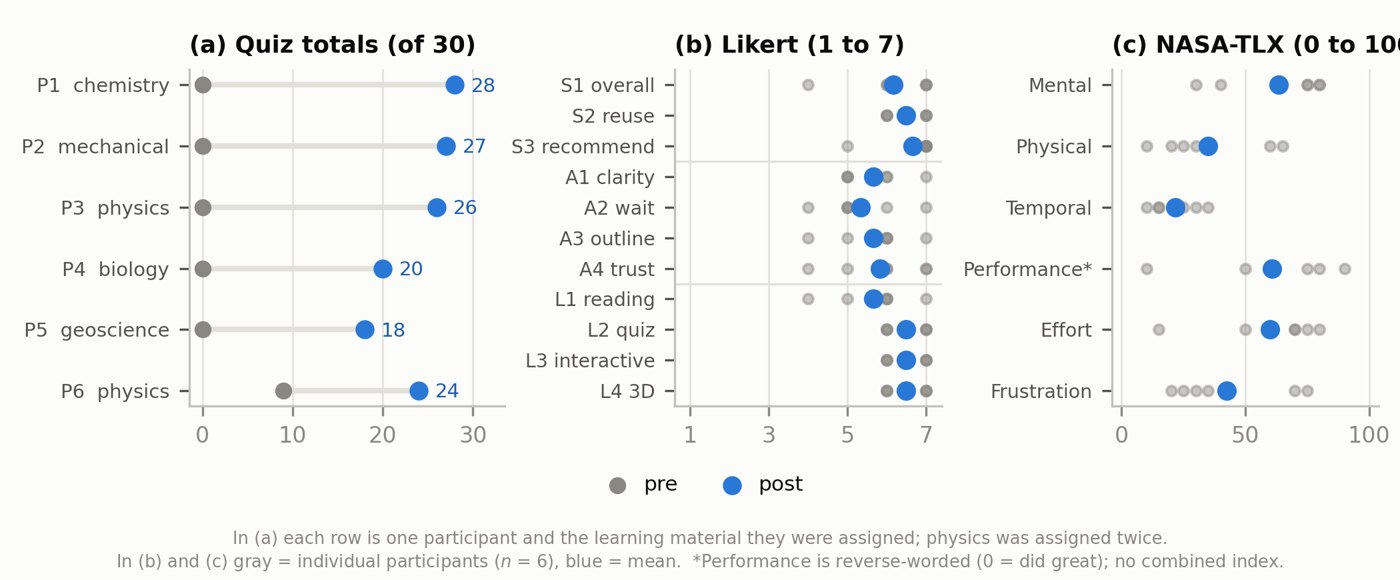 (a) Quiz totals (of 30)
P1 chemistry
28
P2 mechanical
27
P3 physics
26
P4 biology
20
P5 geoscience
18
P6 physics
24
0 10 20 30
(b) Likert (1 to 7)
S1 overall
S2 reuse
S3 recommend
A1 clarity
A2 wait
A3 outline
A4 trust
L1 reading
L2 quiz
L3 interactive
L4 3D
1 3 5 7
(c) NASA-TLX (0 to 10
Mental
Physical
Temporal
Performance*
Effort
Frustration
0 50 100
pre post
In (a) each row is one participant and the learning material they were assigned; physics was assigned twice.
In (b) and (c) gray = individual participants (n = 6), blue = mean. *Performance is reverse-worded (0 = did great); no combined index.